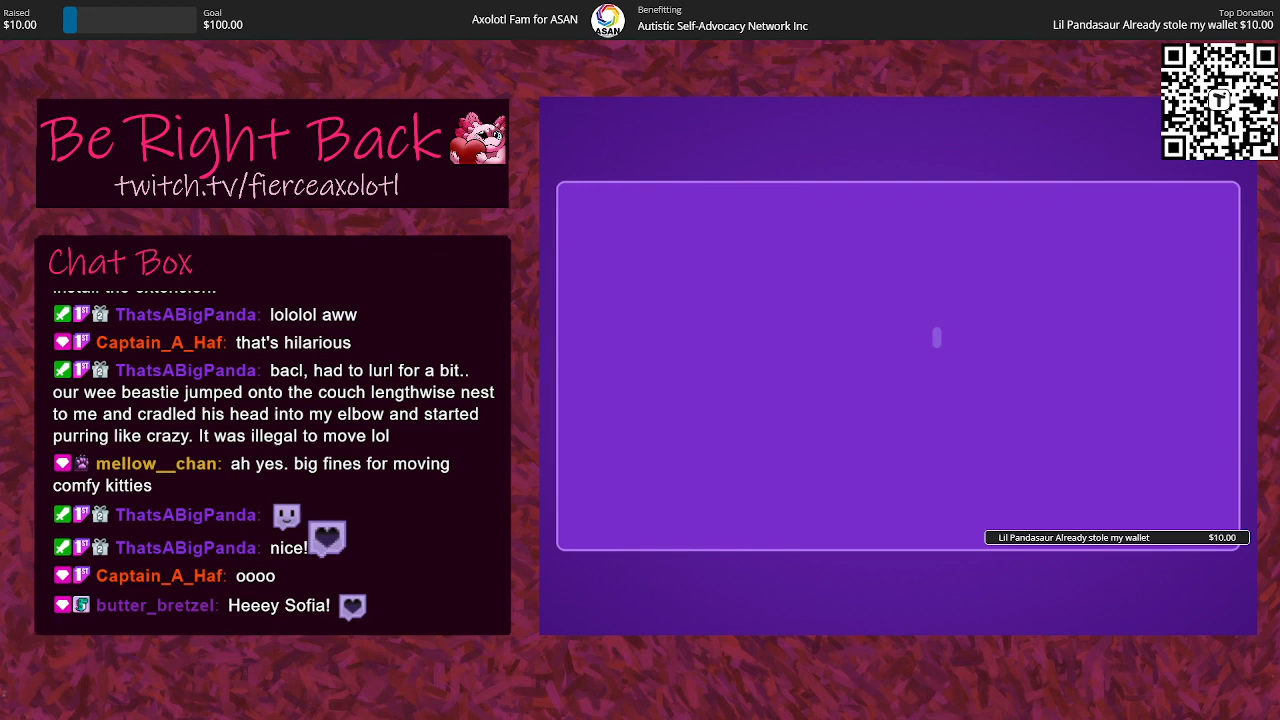 Raised
$10.00
Goal
$100.00
Axolotl Fam for ASAN
ASAN
Benefitting
Autistic Self-Advocacy Network Inc
Top Donation
Lil Pandasaur Already stole my wallet $10.00
Be Right Back
twitch.tv/fierceaxolotl
Chat Box
install the extension.
ThatsABigPanda: lololol aww
Captain_A_Haf: that's hilarious
ThatsABigPanda: bacl, had to lurl for a bit..
our wee beastie jumped onto the couch lengthwise nest
to me and cradled his head into my elbow and started
purring like crazy. It was illegal to move lol
mellow__chan: ah yes. big fines for moving
comfy kitties
ThatsABigPanda:
ThatsABigPanda: nice!
Captain_A_Haf: oooo
butter_bretzel: Heeey Sofia!
Lil Pandasaur Already stole my wallet $10.00